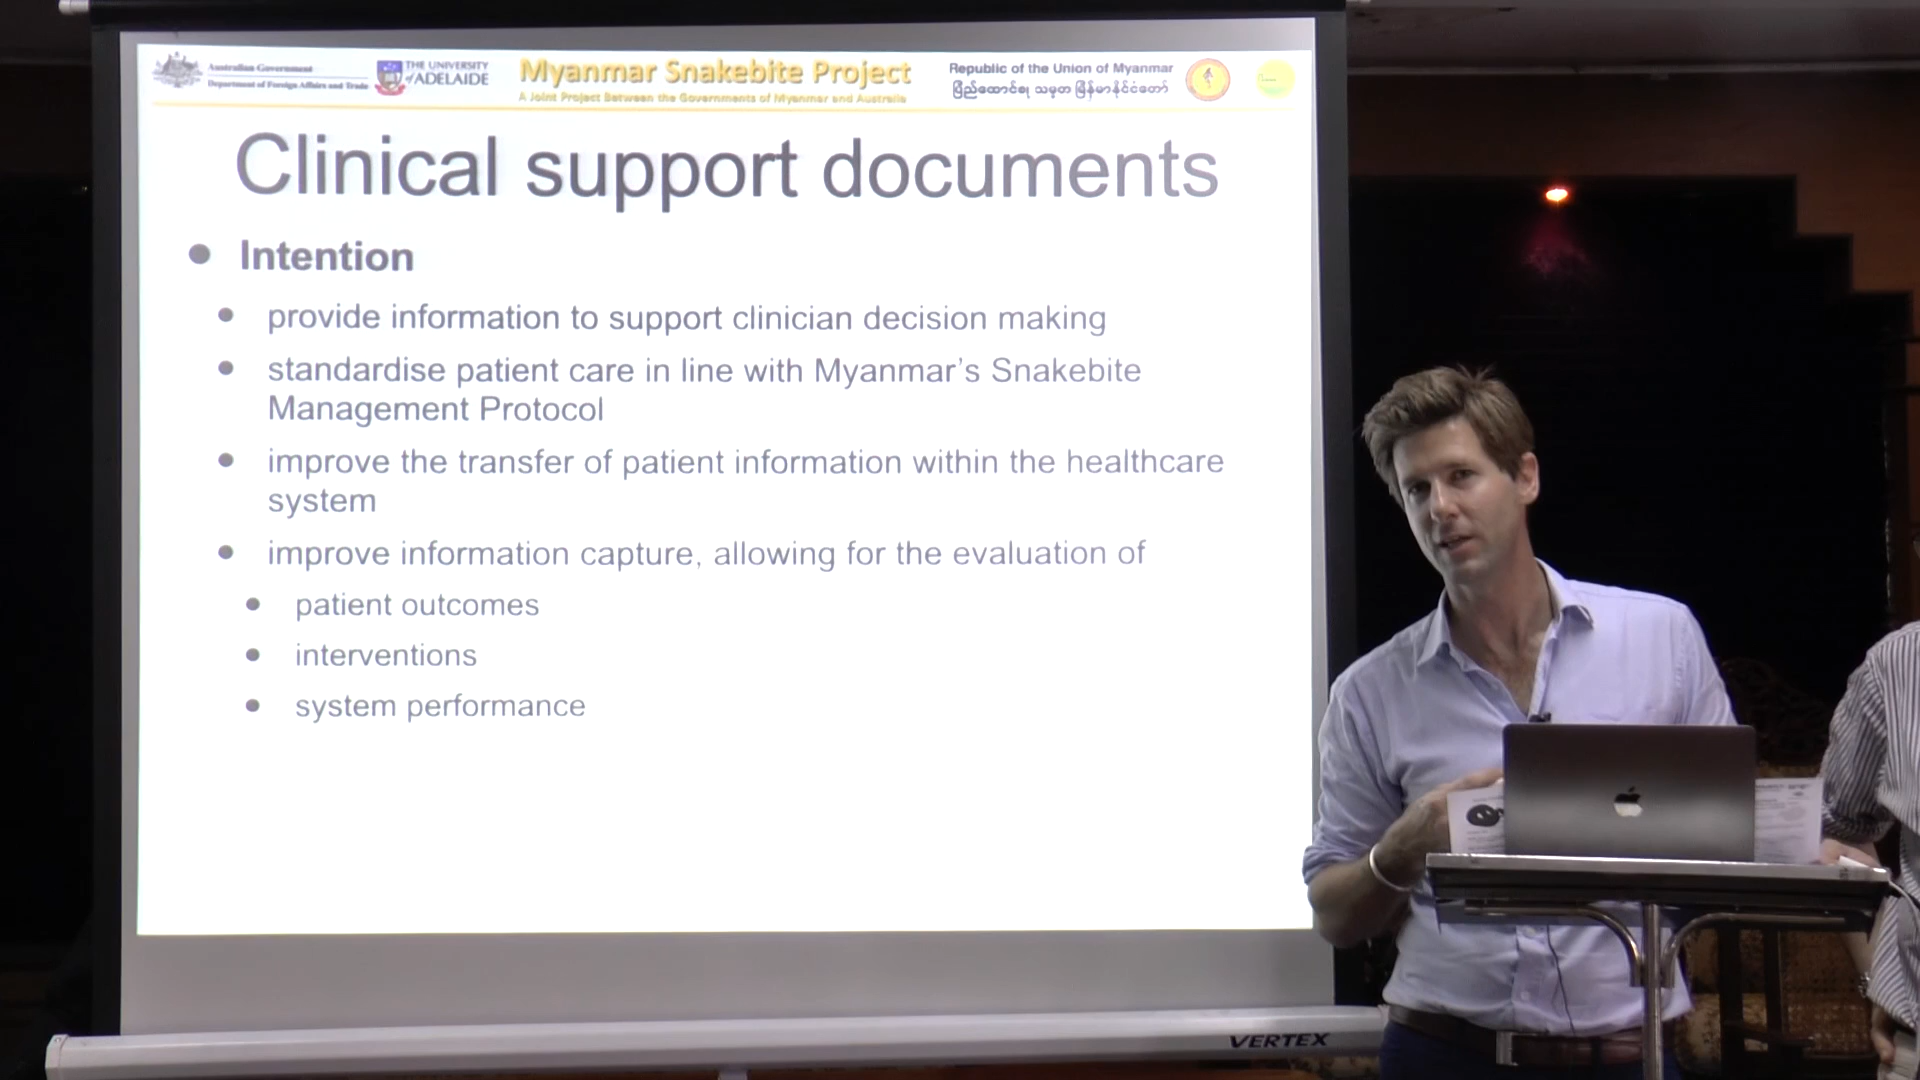 Australian Government
Department of Foreign Affairs and Trade
THE UNIVERSITY
of ADELAIDE
Myanmar Snakebite Project
A Joint Project Between the Governments of Myanmar and Australia
Republic of the Union of Myanmar
ပြည်ထောင်စု သမ္မတ မြန်မာနိုင်ငံတော်
Clinical support documents
● Intention
● provide information to support clinician decision making
● standardise patient care in line with Myanmar’s Snakebite
Management Protocol
● improve the transfer of patient information within the healthcare
system
● improve information capture, allowing for the evaluation of
● patient outcomes
● interventions
● system performance
VERTEX